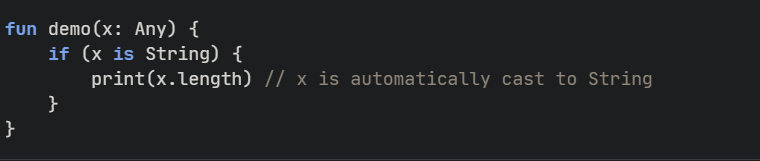 fun demo(x: Any) {
    if (x is String) {
        print(x.length) // x is automatically cast to String
    }
}